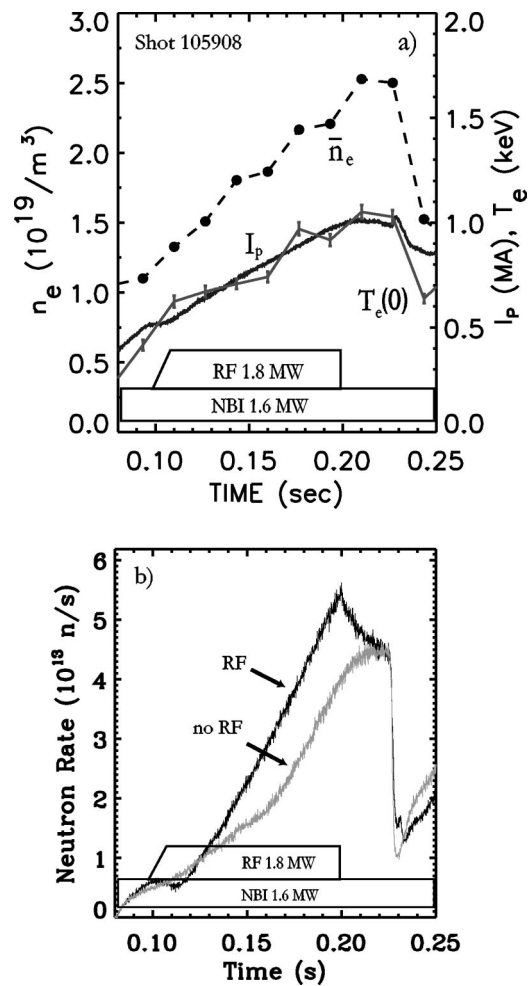 Shot 105908
a)
3.0
2.5
2.0
1.5
1.0
0.5
0.0
n_e (10^19/m^3)
2.0
1.5
1.0
0.5
0.0
I_P (MA), T_e (keV)
n̄_e
I_p
T_e(0)
RF 1.8 MW
NBI 1.6 MW
0.10 0.15 0.20 0.25
TIME (sec)
b)
6
5
4
3
2
1
0
Neutron Rate (10^13 n/s)
RF
no RF
RF 1.8 MW
NBI 1.6 MW
0.10 0.15 0.20 0.25
Time (s)